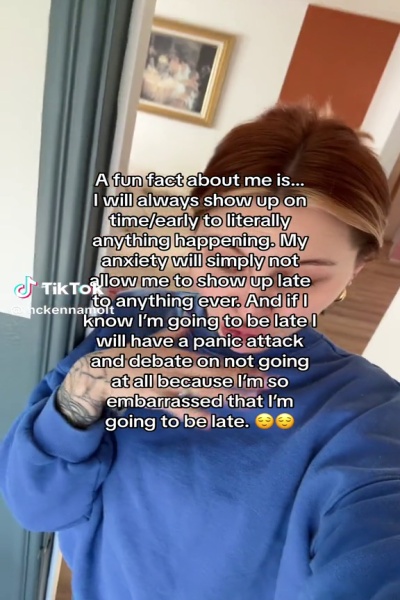 A fun fact about me is...
I will always show up on
time/early to literally
anything happening. My
anxiety will simply not
allow me to show up late
to anything ever. And if I
know I'm going to be late I
will have a panic attack
and debate on not going
at all because I'm so
embarrassed that I'm
going to be late. 😌😌
TikTok